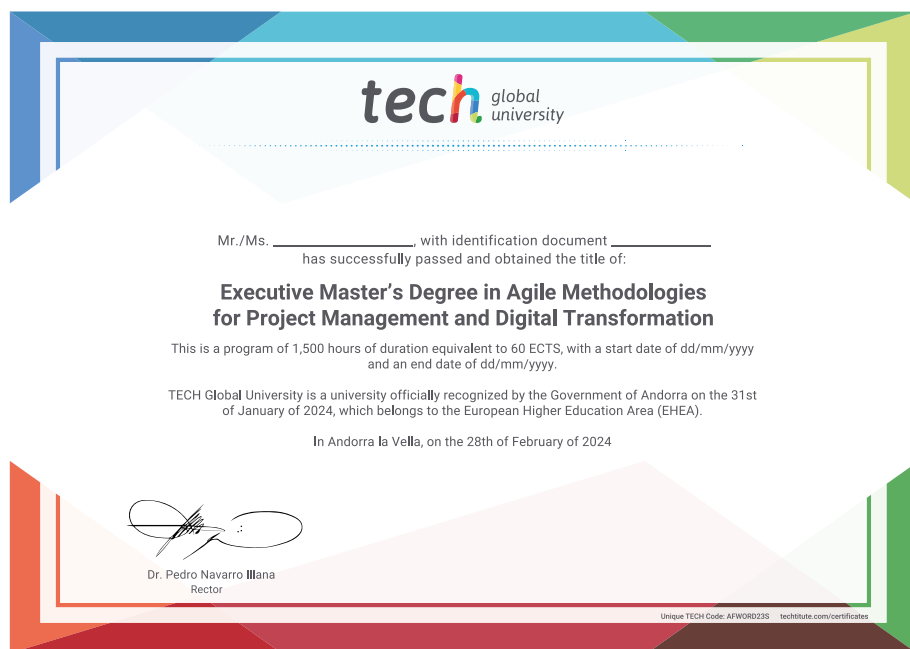 tech global
university
Mr./Ms. ____________________, with identification document ______________
has successfully passed and obtained the title of:
Executive Master's Degree in Agile Methodologies
for Project Management and Digital Transformation
This is a program of 1,500 hours of duration equivalent to 60 ECTS, with a start date of dd/mm/yyyy
and an end date of dd/mm/yyyy.
TECH Global University is a university officially recognized by the Government of Andorra on the 31st
of January of 2024, which belongs to the European Higher Education Area (EHEA).
In Andorra la Vella, on the 28th of February of 2024
Dr. Pedro Navarro Illana
Rector
Unique TECH Code: AFWORD23S techtitute.com/certificates